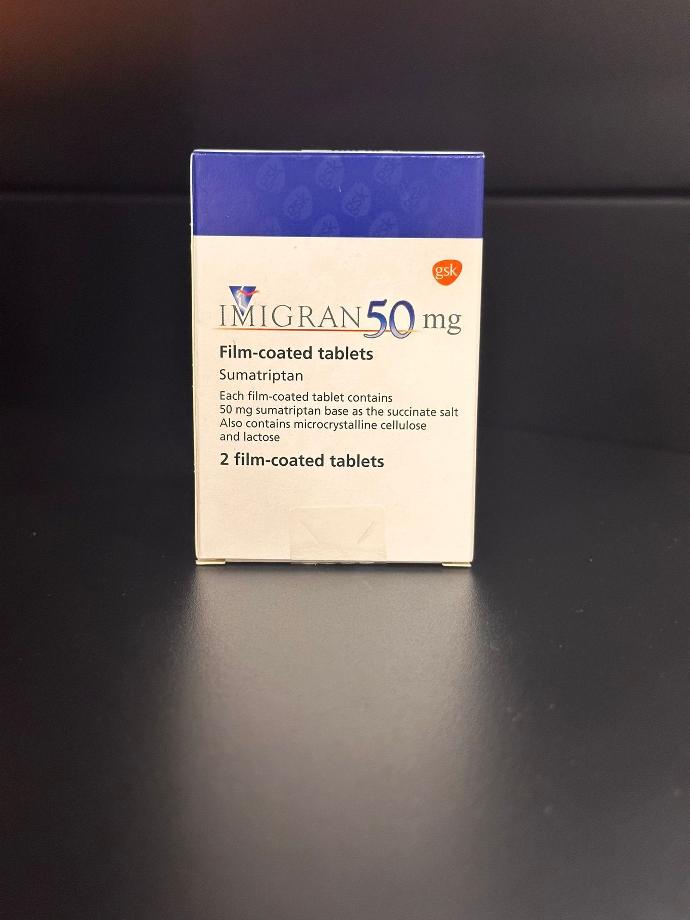 gsk
IMIGRAN 50 mg
Film-coated tablets
Sumatriptan
Each film-coated tablet contains
50 mg sumatriptan base as the succinate salt
Also contains microcrystalline cellulose
and lactose
2 film-coated tablets